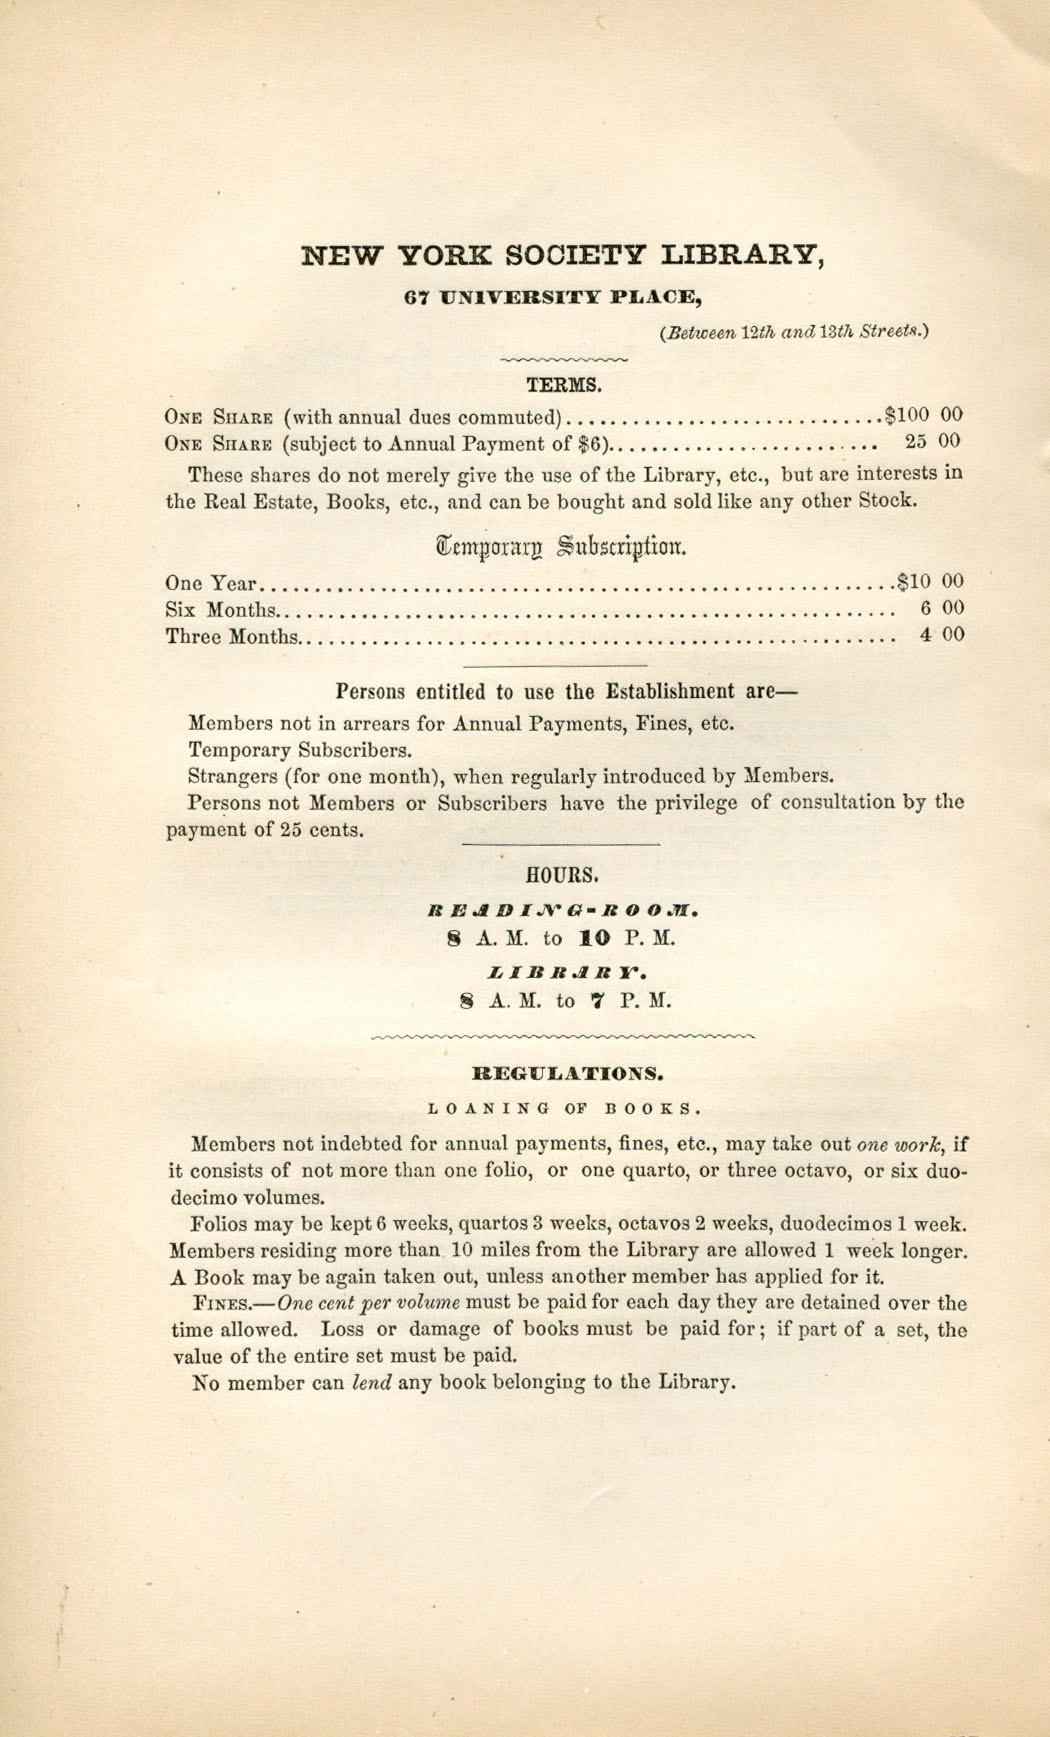 NEW YORK SOCIETY LIBRARY,
67 UNIVERSITY PLACE,
(Between 12th and 13th Streets.)
TERMS.
ONE SHARE (with annual dues commuted).............................$100 00
ONE SHARE (subject to Annual Payment of $6)......................... 25 00
These shares do not merely give the use of the Library, etc., but are interests in
the Real Estate, Books, etc., and can be bought and sold like any other Stock.
Temporary Subscription.
One Year..........................................................$10 00
Six Months......................................................... 6 00
Three Months....................................................... 4 00
Persons entitled to use the Establishment are—
Members not in arrears for Annual Payments, Fines, etc.
Temporary Subscribers.
Strangers (for one month), when regularly introduced by Members.
Persons not Members or Subscribers have the privilege of consultation by the
payment of 25 cents.
HOURS.
READING-ROOM.
8 A. M. to 10 P. M.
LIBRARY.
8 A. M. to 7 P. M.
REGULATIONS.
LOANING OF BOOKS.
Members not indebted for annual payments, fines, etc., may take out one work, if
it consists of not more than one folio, or one quarto, or three octavo, or six duo-
decimo volumes.
Folios may be kept 6 weeks, quartos 3 weeks, octavos 2 weeks, duodecimos 1 week.
Members residing more than 10 miles from the Library are allowed 1 week longer.
A Book may be again taken out, unless another member has applied for it.
FINES.—One cent per volume must be paid for each day they are detained over the
time allowed. Loss or damage of books must be paid for; if part of a set, the
value of the entire set must be paid.
No member can lend any book belonging to the Library.